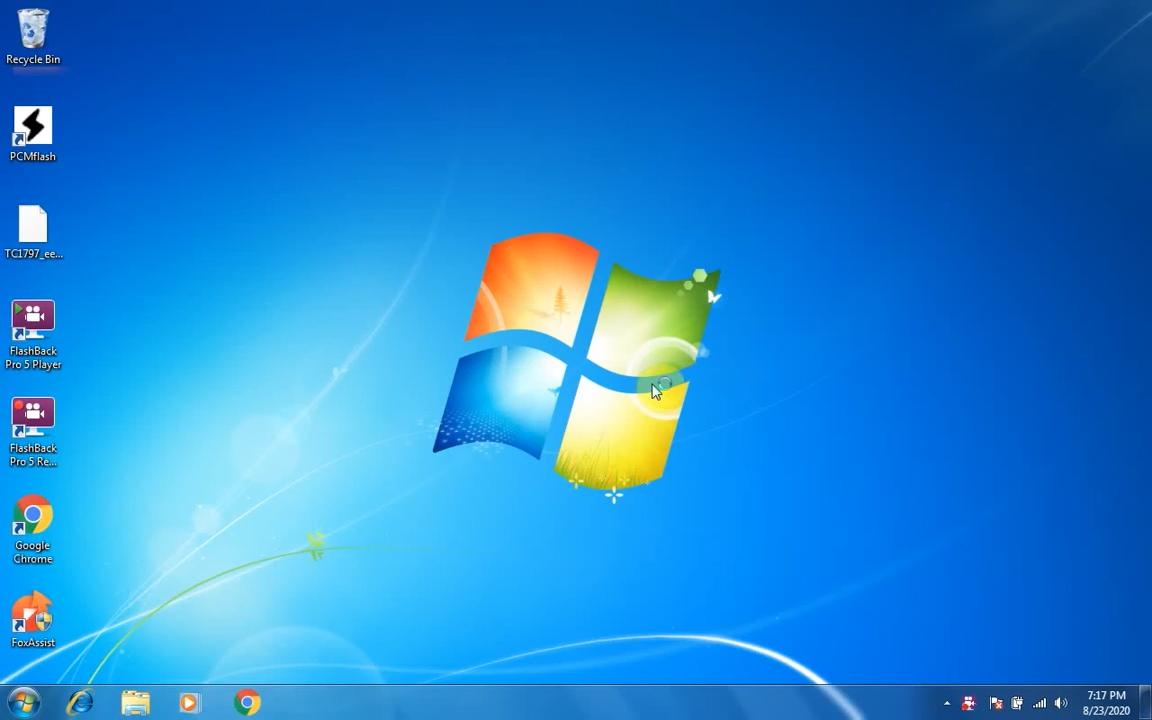 Recycle Bin
PCMflash
TC1797_ee...
FlashBack
Pro 5 Player
FlashBack
Pro 5 Re...
Google
Chrome
FoxAssist
7:17 PM
8/23/2020